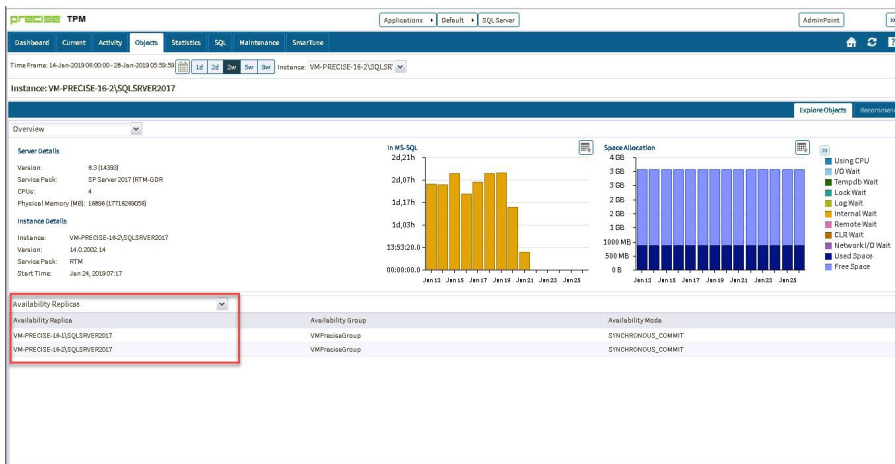 precise TPM
Applications Default SQL Server
AdminPoint
Dashboard Current Activity Objects Statistics SQL Maintenance SmarTune
Time Frame: 14-Jan-2019 06:00:00 - 28-Jan-2019 05:59:59 1d 2d 2w 5w 9w Instance: VM-PRECISE-16-2\SQLSR
Instance: VM-PRECISE-16-2\SQLSRVER2017
Explore Objects Recommen
Overview
Server Details
Version: 6.3 [14393]
Service Pack: SP Server 2017 [RTM-GDR
CPUs: 4
Physical Memory (MB):
Instance Details
Instance: VM-PRECISE-16-2\SQLSRVER2017
Version: 14.0.2002.14
Service Pack: RTM
Start Time: Jan 24, 2019 07:17
In MS-SQL
2d,21h
2d,07h
1d,17h
1d,03h
13:53:20.0
00:00:00.0
Jan 13 Jan 15 Jan 17 Jan 19 Jan 21 Jan 23 Jan 25
Space Allocation
4 GB
3 GB
3 GB
2 GB
2 GB
1000 MB
500 MB
0 B
Jan 13 Jan 15 Jan 17 Jan 19 Jan 21 Jan 23 Jan 25
Using CPU
I/O Wait
Tempdb Wait
Lock Wait
Log Wait
Internal Wait
Remote Wait
CLR Wait
Network I/O Wait
Used Space
Free Space
Availability Replicas
Availability Replica Availability Group Availability Mode
VM-PRECISE-16-1\SQLSRVER2017 VMPreciseGroup SYNCHRONOUS_COMMIT
VM-PRECISE-16-2\SQLSRVER2017 VMPreciseGroup SYNCHRONOUS_COMMIT